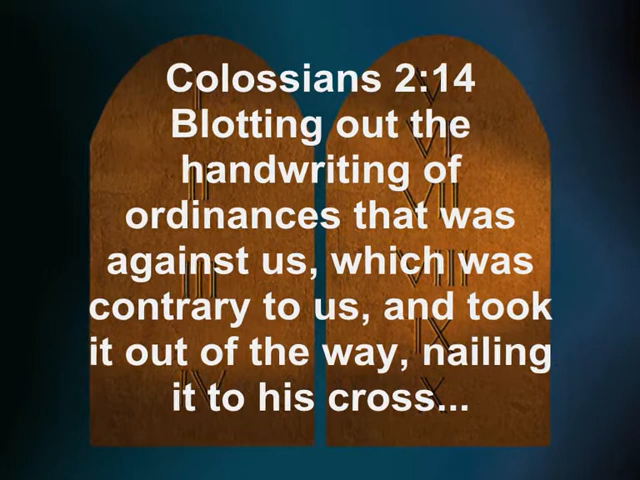 Colossians 2:14
Blotting out the
handwriting of
ordinances that was
against us, which was
contrary to us, and took
it out of the way, nailing
it to his cross...